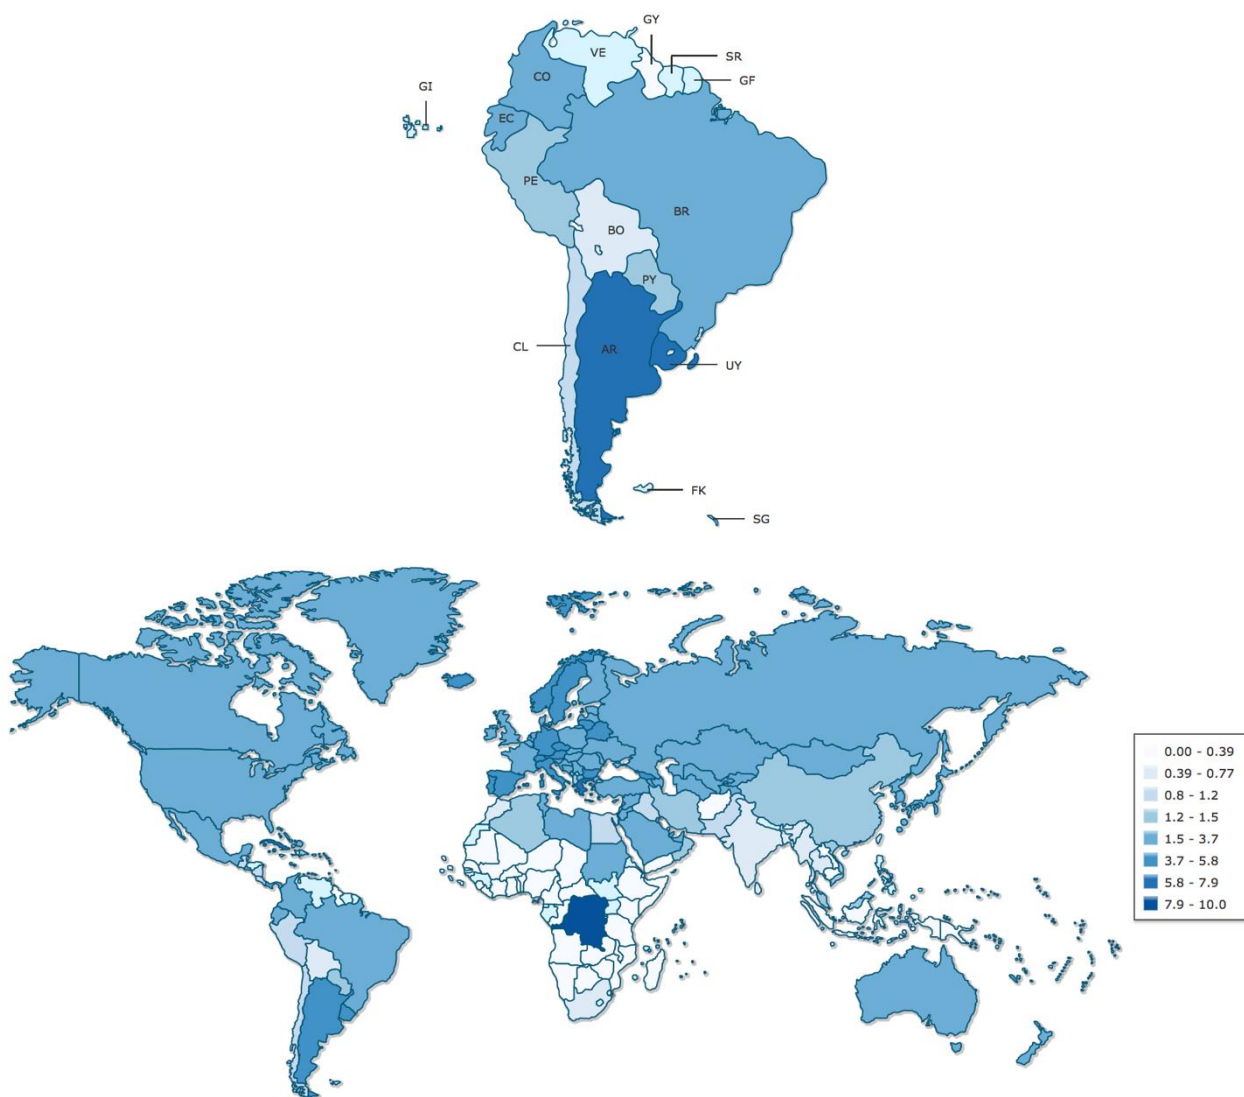 GY
VE
SR
CO
GF
GI
EC
PE
BR
BO
PY
CL
AR
UY
FK
SG
0.00 - 0.39
0.39 - 0.77
0.8 - 1.2
1.2 - 1.5
1.5 - 3.7
3.7 - 5.8
5.8 - 7.9
7.9 - 10.0